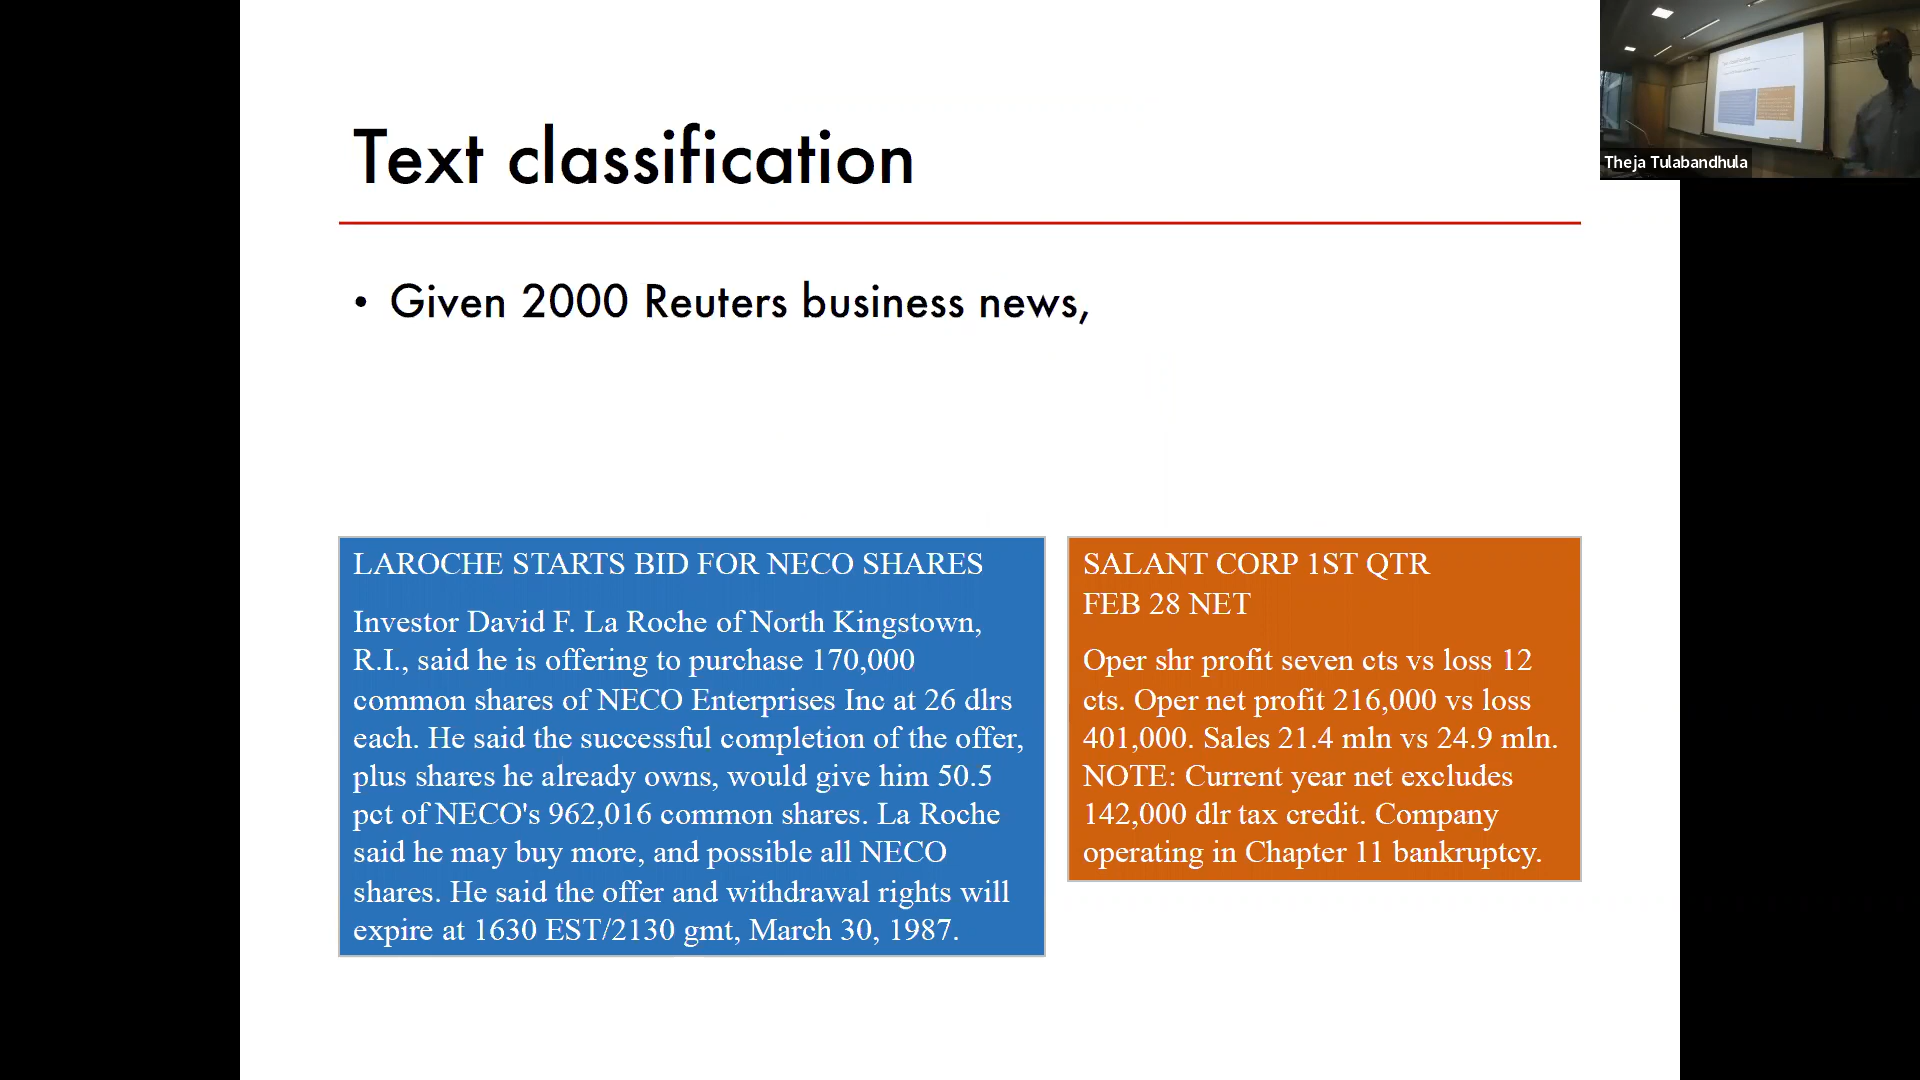 Text classification
Theja Tulabandhula
• Given 2000 Reuters business news,
LAROCHE STARTS BID FOR NECO SHARES
Investor David F. La Roche of North Kingstown,
R.I., said he is offering to purchase 170,000
common shares of NECO Enterprises Inc at 26 dlrs
each. He said the successful completion of the offer,
plus shares he already owns, would give him 50.5
pct of NECO's 962,016 common shares. La Roche
said he may buy more, and possible all NECO
shares. He said the offer and withdrawal rights will
expire at 1630 EST/2130 gmt, March 30, 1987.
SALANT CORP 1ST QTR
FEB 28 NET
Oper shr profit seven cts vs loss 12
cts. Oper net profit 216,000 vs loss
401,000. Sales 21.4 mln vs 24.9 mln.
NOTE: Current year net excludes
142,000 dlr tax credit. Company
operating in Chapter 11 bankruptcy.